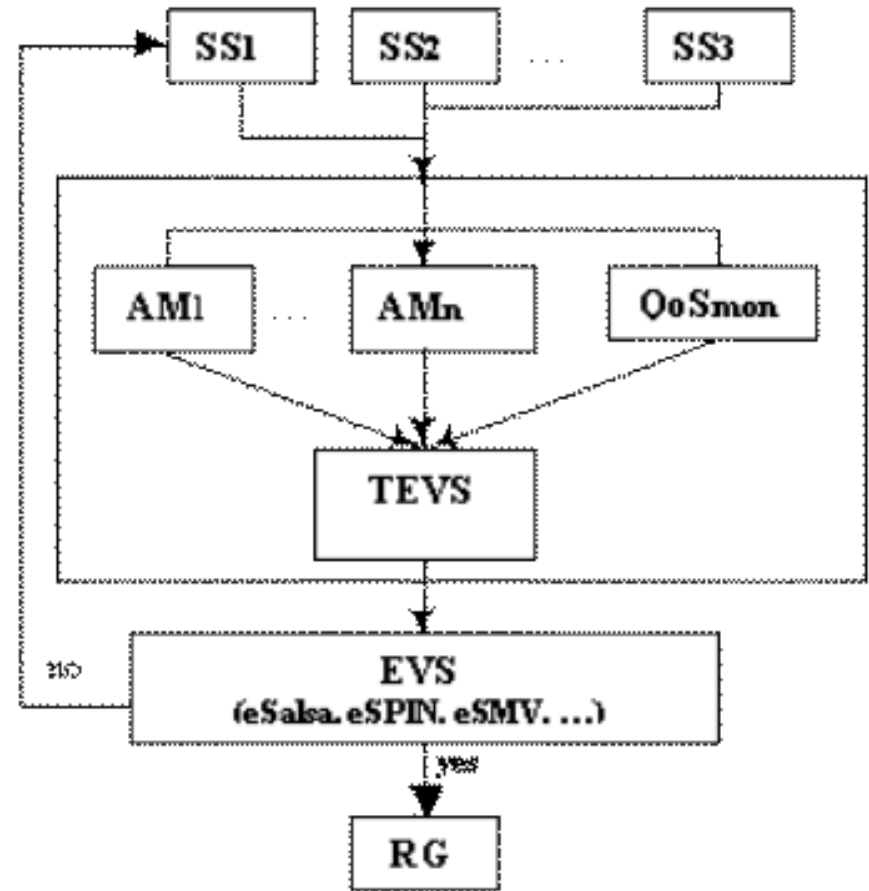 SS1 SS2 ... SS3
AM1 ... AMn QoSmon
TEVS
no
EVS
(eSalsa. eSPIN. eSMV. ...)
yes
RG